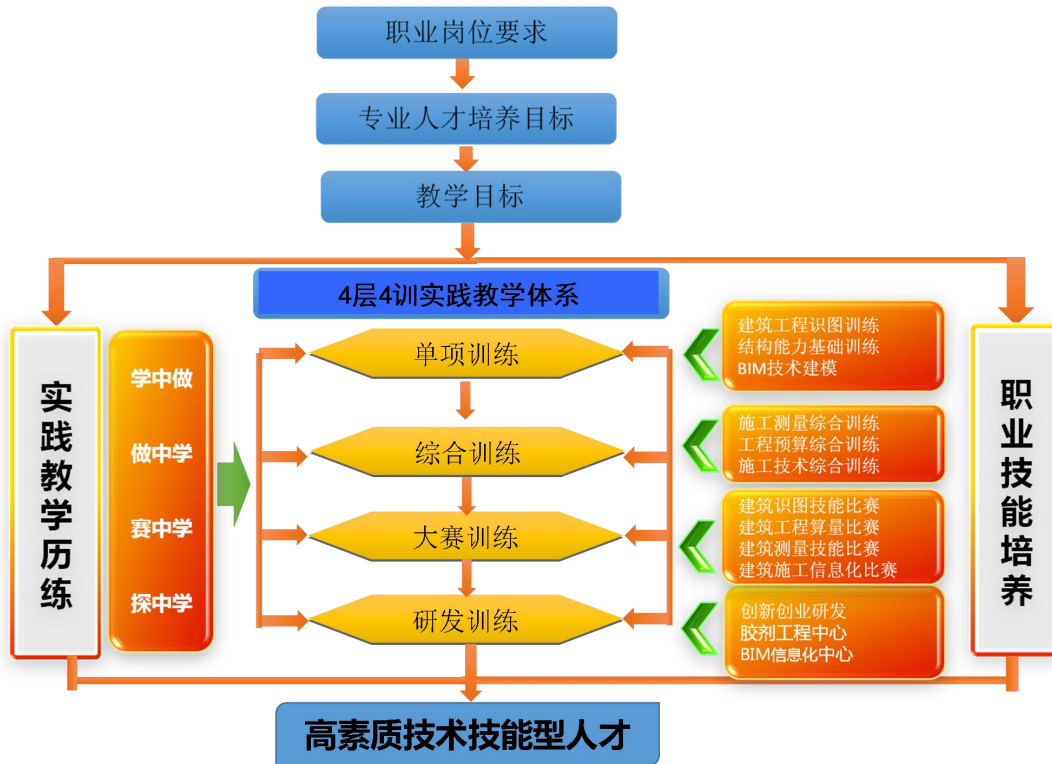 职业岗位要求
专业人才培养目标
教学目标
4层4训实践教学体系
实践教学历练
学中做
做中学
赛中学
探中学
单项训练
综合训练
大赛训练
研发训练
建筑工程识图训练
结构能力基础训练
BIM技术建模
施工测量综合训练
工程预算综合训练
施工技术综合训练
建筑识图技能比赛
建筑工程算量比赛
建筑测量技能比赛
建筑施工信息化比赛
创新创业研发
胶剂工程中心
BIM信息化中心
职业技能培养
高素质技术技能型人才